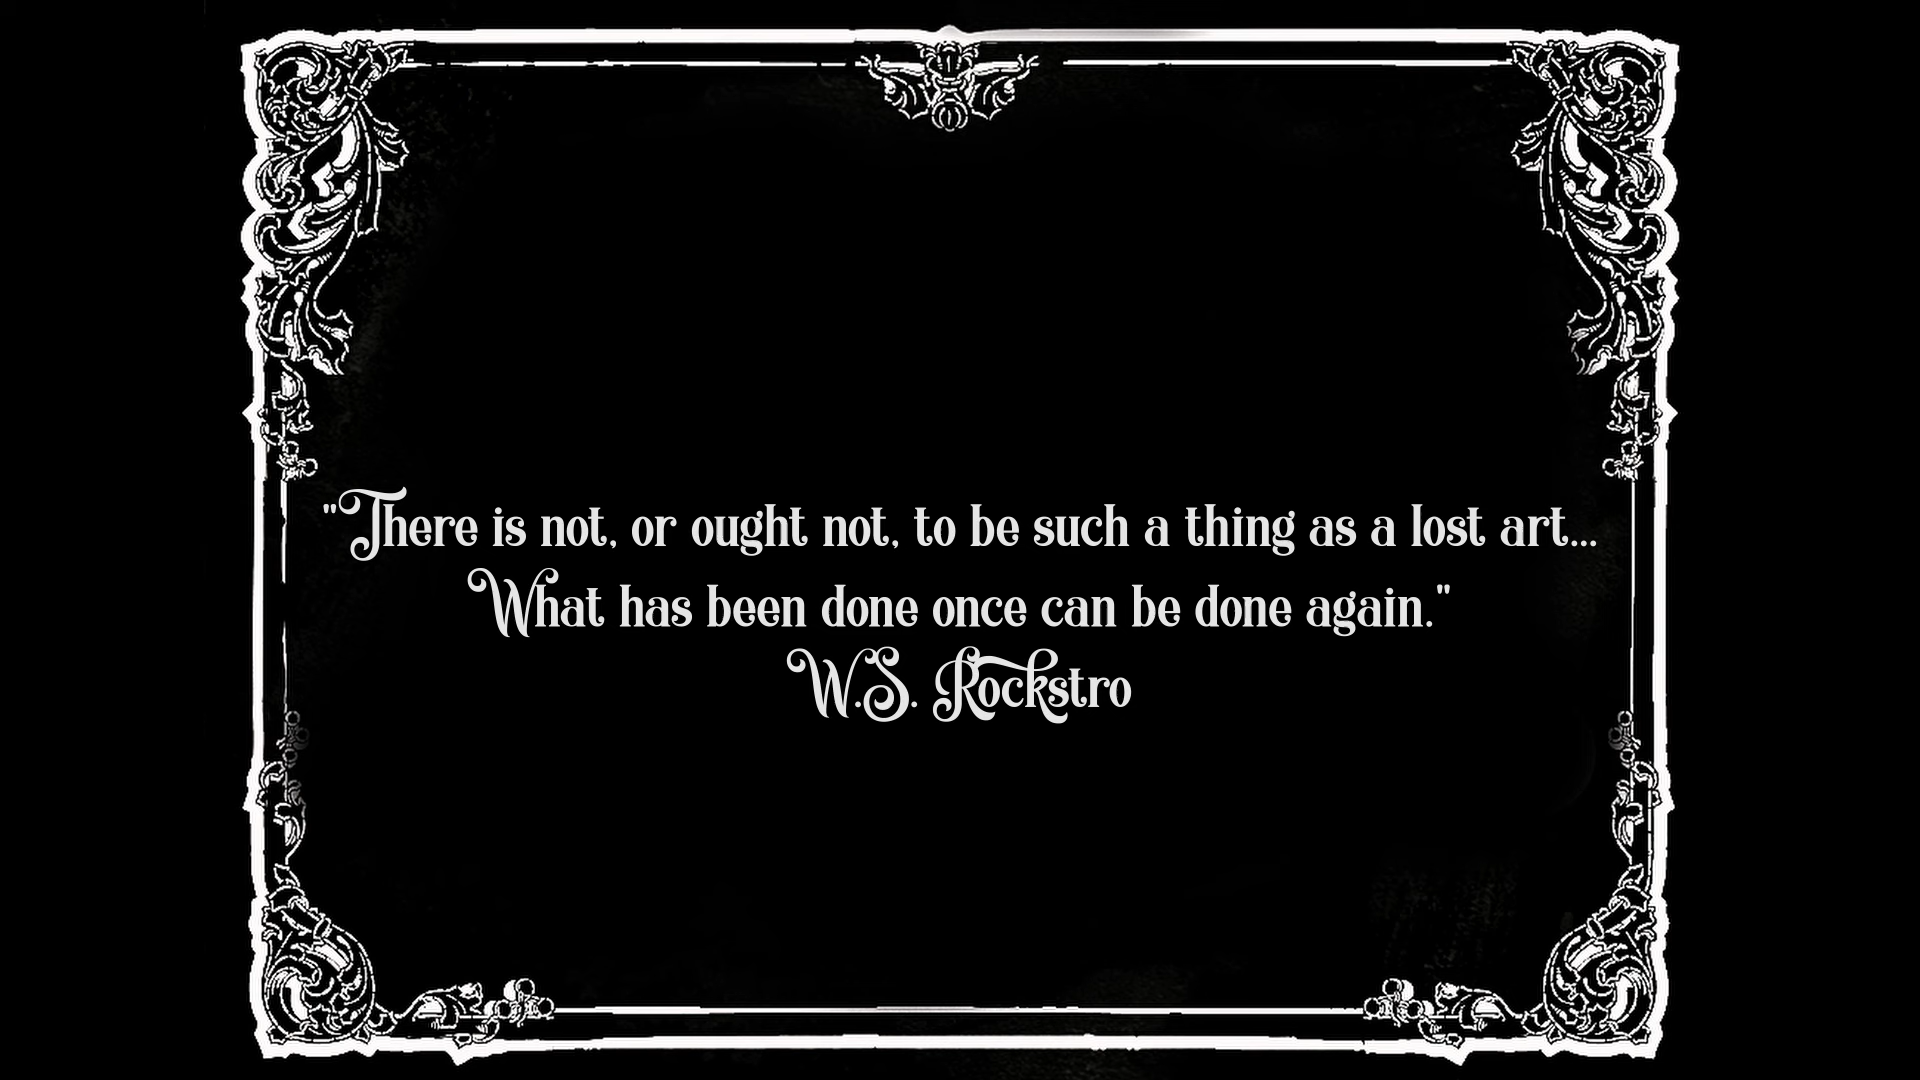 "There is not, or ought not, to be such a thing as a lost art...
What has been done once can be done again."
W.S. Rockstro